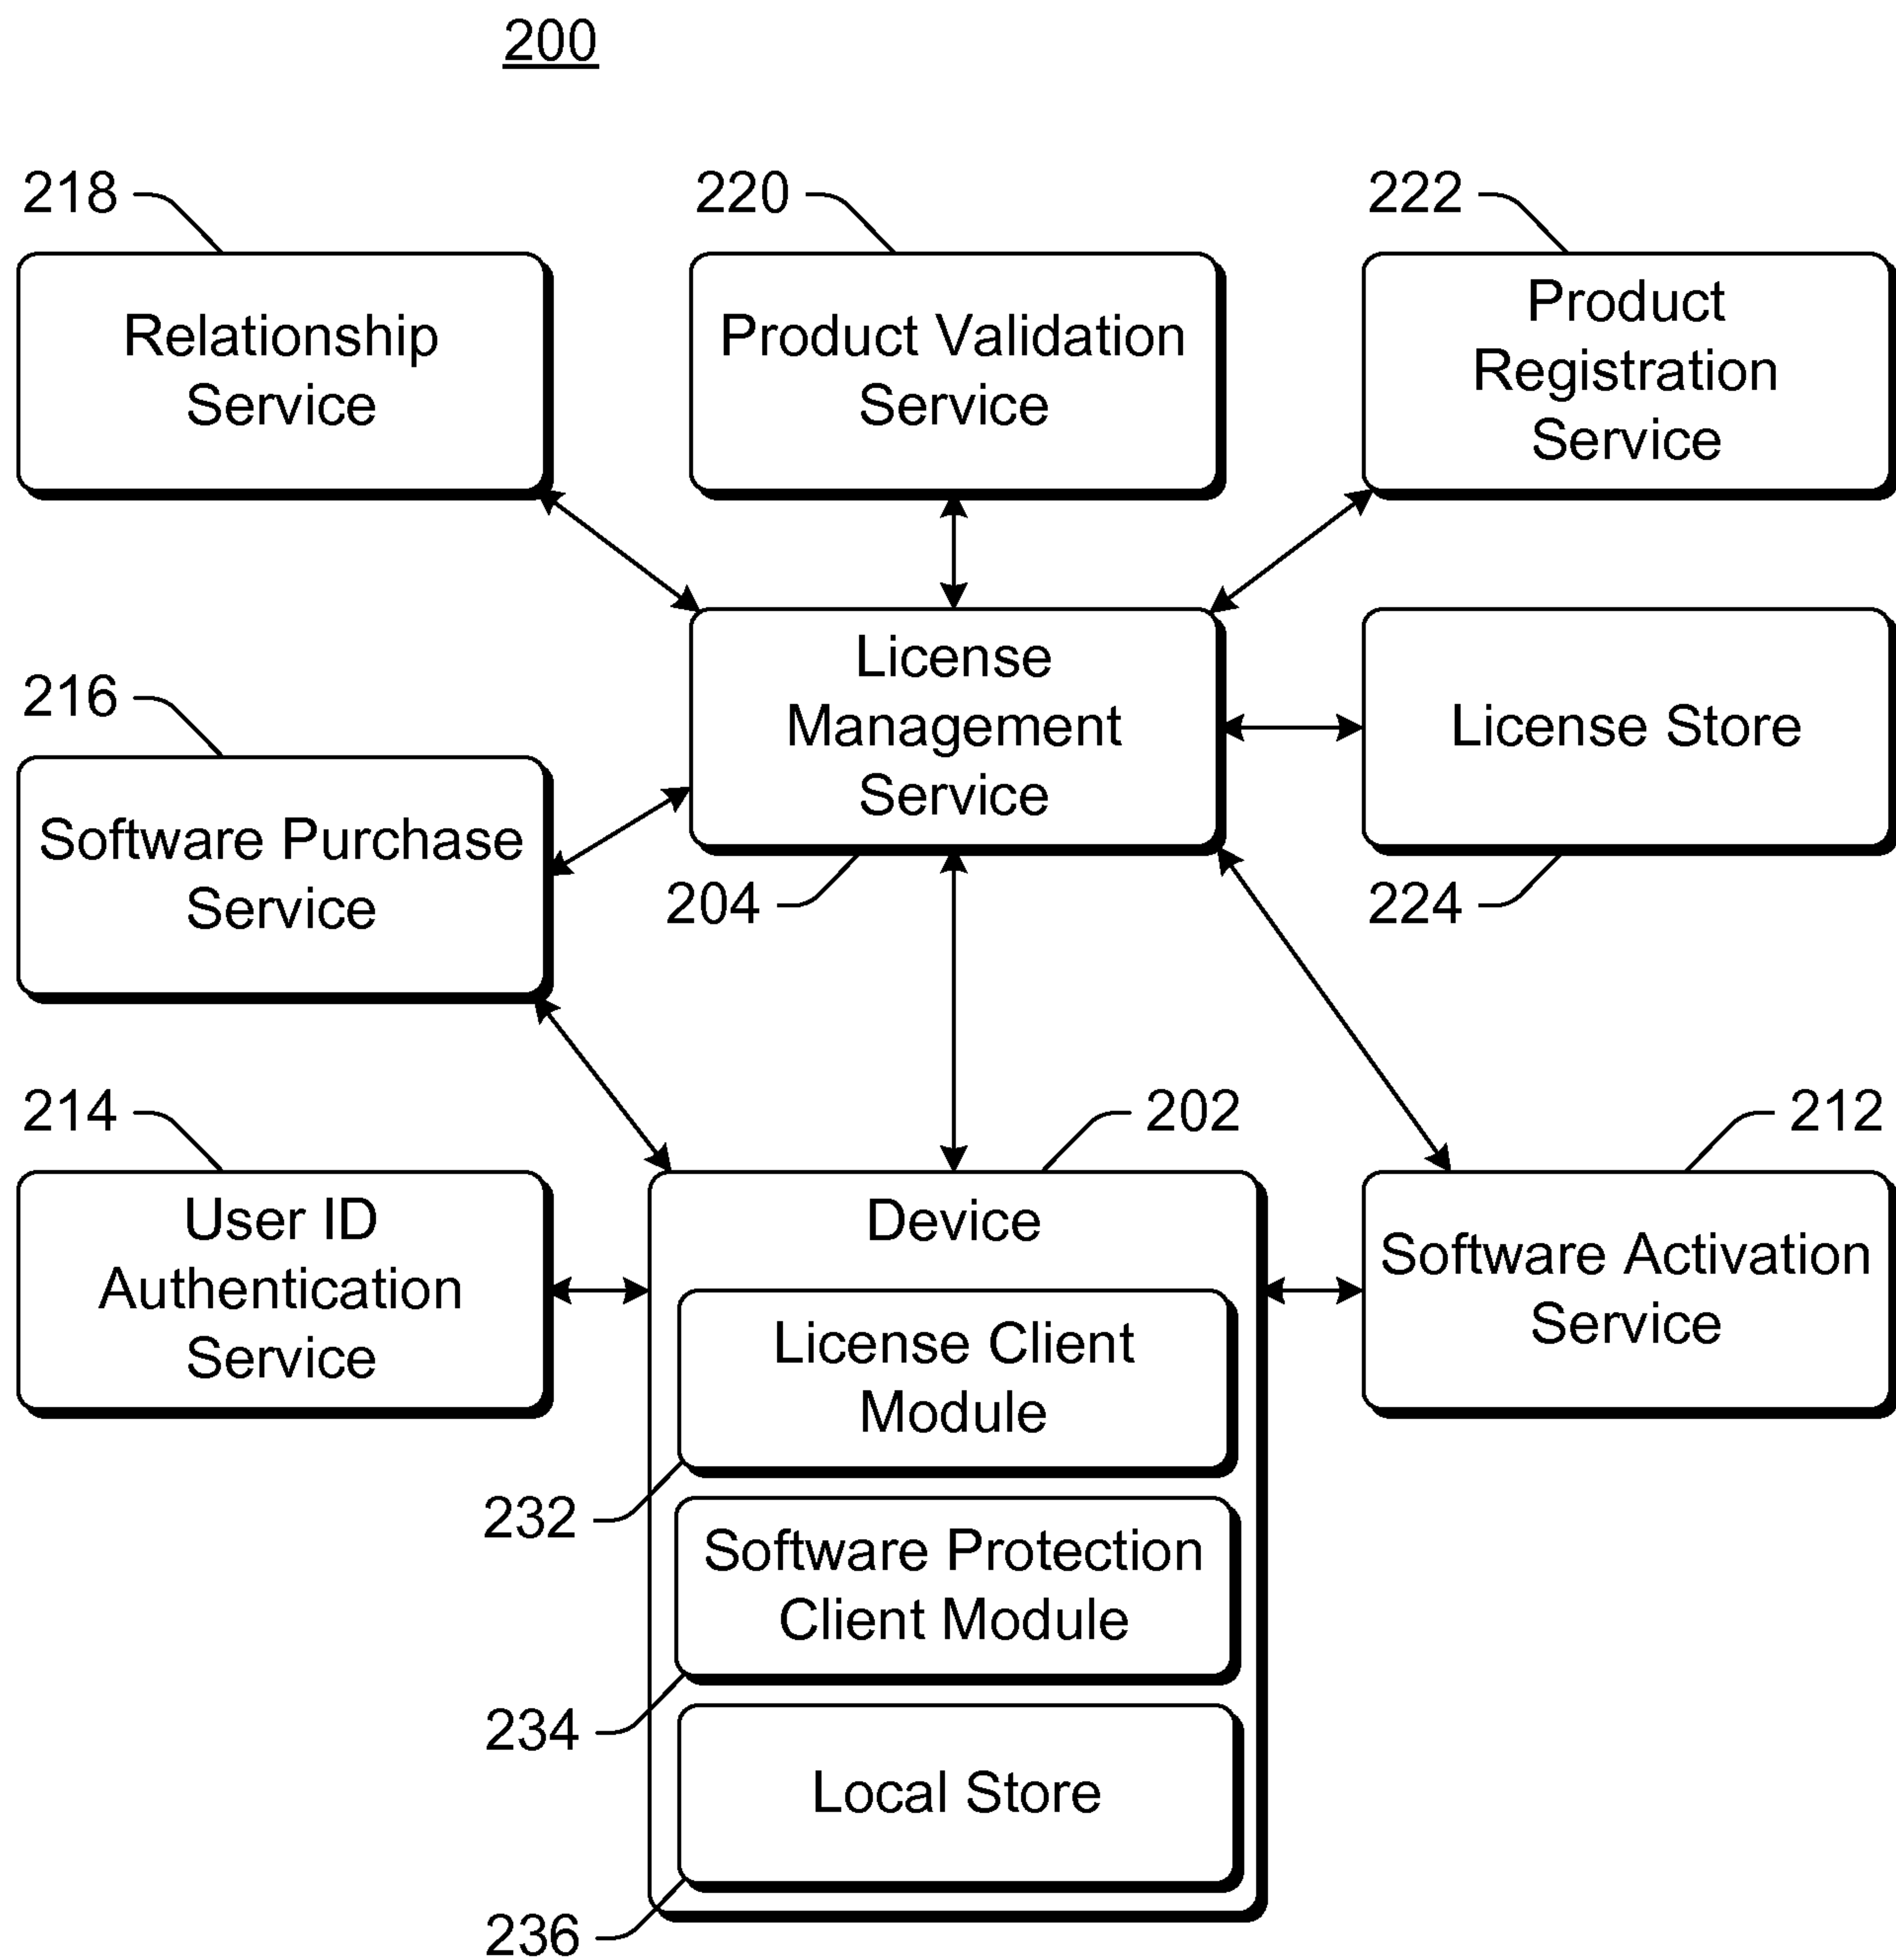 200
218
220
222
Relationship
Service
Product Validation
Service
Product
Registration
Service
216
License
Management
Service
License Store
Software Purchase
Service
204
224
214
202
212
User ID
Authentication
Service
Device
Software Activation
Service
License Client
Module
232
Software Protection
Client Module
234
Local Store
236